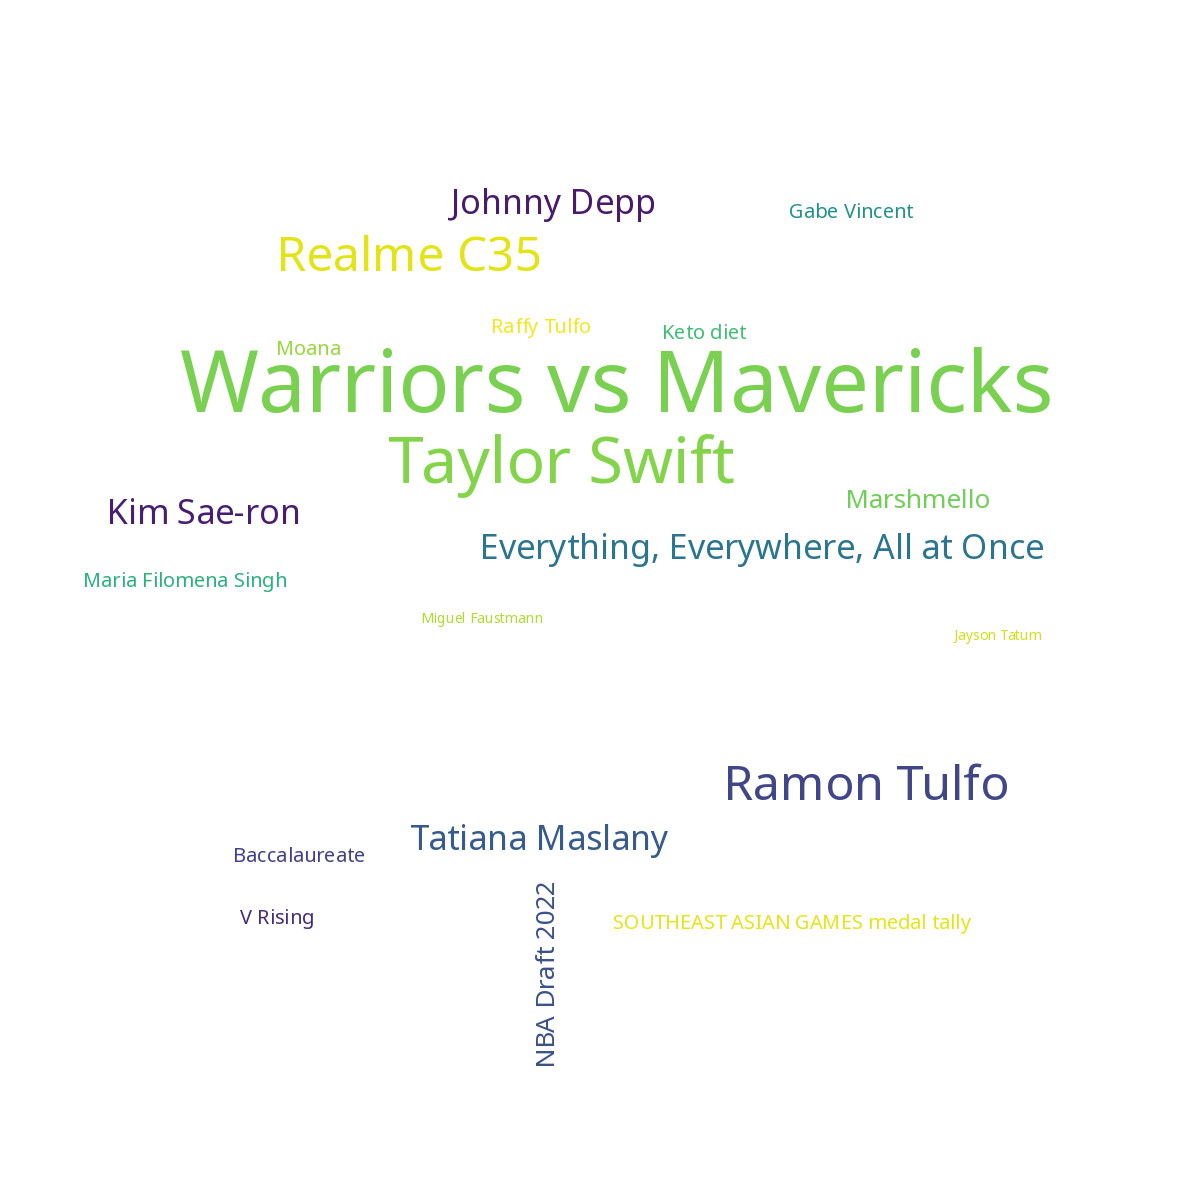 Johnny Depp
Gabe Vincent
Realme C35
Raffy Tulfo
Keto diet
Moana
Warriors vs Mavericks
Taylor Swift
Marshmello
Kim Sae-ron
Everything, Everywhere, All at Once
Maria Filomena Singh
Miguel Faustmann
Jayson Tatum
Ramon Tulfo
Tatiana Maslany
Baccalaureate
V Rising
SOUTHEAST ASIAN GAMES medal tally
NBA Draft 2022